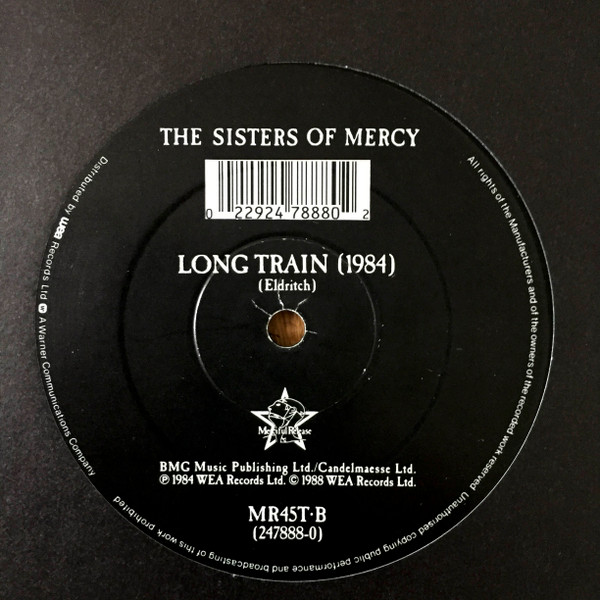 THE SISTERS OF MERCY
0 22924 78880 2
LONG TRAIN (1984)
(Eldritch)
Merciful Release
BMG Music Publishing Ltd./Candelmaesse Ltd.
℗ 1984 WEA Records Ltd. © 1988 WEA Records Ltd.
MR45T·B
(247888-0)
Distributed by wea Records Ltd. A Warner Communications Company
All rights of the Manufacturers and of the owners of the recorded work reserved Unauthorised copying public performance and broadcasting of this work prohibited